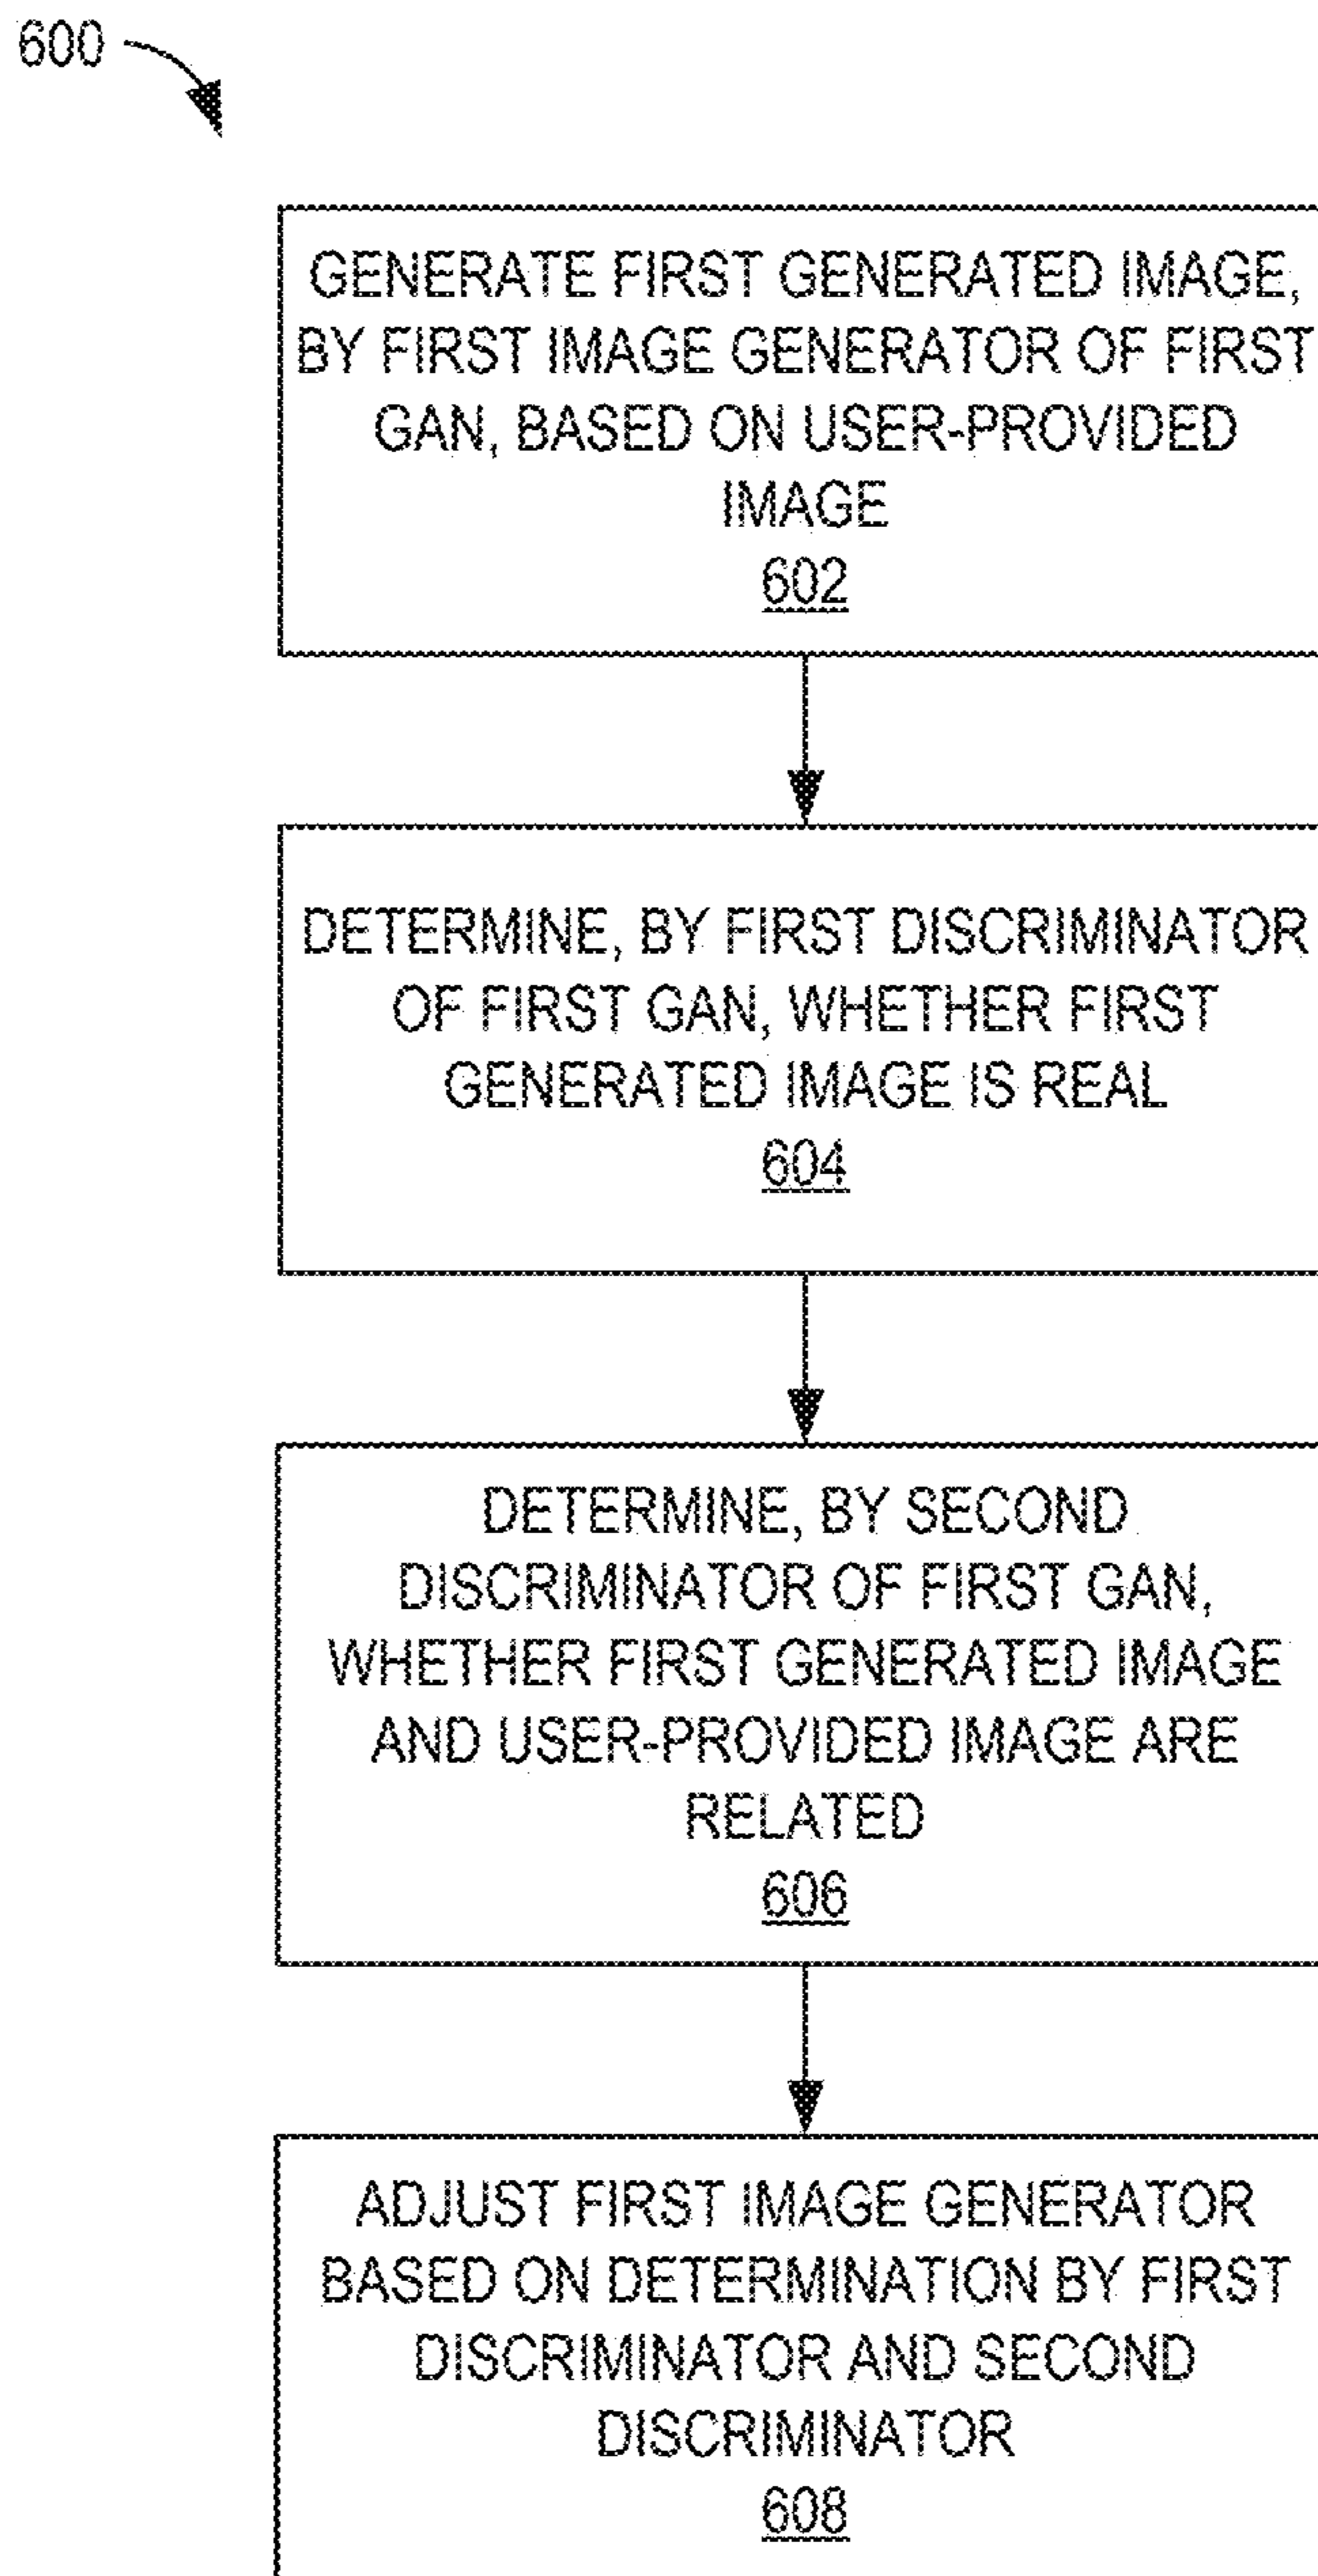 600
GENERATE FIRST GENERATED IMAGE,
BY FIRST IMAGE GENERATOR OF FIRST
GAN, BASED ON USER-PROVIDED
IMAGE
602
DETERMINE, BY FIRST DISCRIMINATOR
OF FIRST GAN, WHETHER FIRST
GENERATED IMAGE IS REAL
604
DETERMINE, BY SECOND
DISCRIMINATOR OF FIRST GAN,
WHETHER FIRST GENERATED IMAGE
AND USER-PROVIDED IMAGE ARE
RELATED
606
ADJUST FIRST IMAGE GENERATOR
BASED ON DETERMINATION BY FIRST
DISCRIMINATOR AND SECOND
DISCRIMINATOR
608